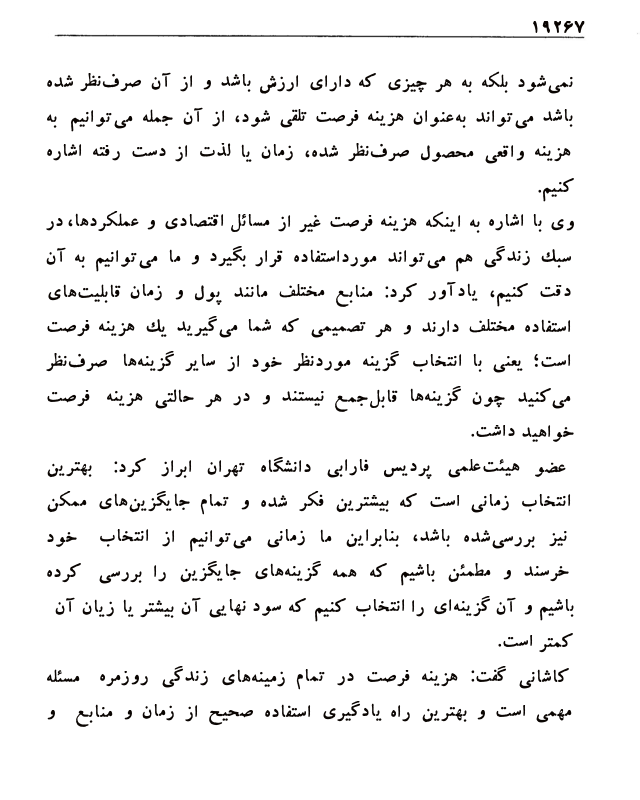 ۱۹۲۶۷
نمی‌شود بلکه به هر چیزی که دارای ارزش باشد و از آن صرف‌نظر شده
باشد می‌تواند به‌عنوان هزینه فرصت تلقی شود، از آن جمله می‌توانیم به
هزینه واقعی محصول صرف‌نظر شده، زمان یا لذت از دست رفته اشاره
کنیم.
وی با اشاره به اینکه هزینه فرصت غیر از مسائل اقتصادی و عملکردها، در
سبك زندگی هم می‌تواند مورداستفاده قرار بگیرد و ما می‌توانیم به آن
دقت کنیم، یادآور کرد: منابع مختلف مانند پول و زمان قابلیت‌های
استفاده مختلف دارند و هر تصمیمی که شما می‌گیرید یك هزینه فرصت
است؛ یعنی با انتخاب گزینه موردنظر خود از سایر گزینه‌ها صرف‌نظر
می‌کنید چون گزینه‌ها قابل‌جمع نیستند و در هر حالتی هزینه فرصت
خواهید داشت.
عضو هیئت‌علمی پردیس فارابی دانشگاه تهران ابراز کرد: بهترین
انتخاب زمانی است که بیشترین فکر شده و تمام جایگزین‌های ممکن
نیز بررسی‌شده باشد، بنابراین ما زمانی می‌توانیم از انتخاب خود
خرسند و مطمئن باشیم که همه گزینه‌های جایگزین را بررسی کرده
باشیم و آن گزینه‌ای را انتخاب کنیم که سود نهایی آن بیشتر یا زیان آن
کمتر است.
کاشانی گفت: هزینه فرصت در تمام زمینه‌های زندگی روزمره مسئله
مهمی است و بهترین راه یادگیری استفاده صحیح از زمان و منابع و